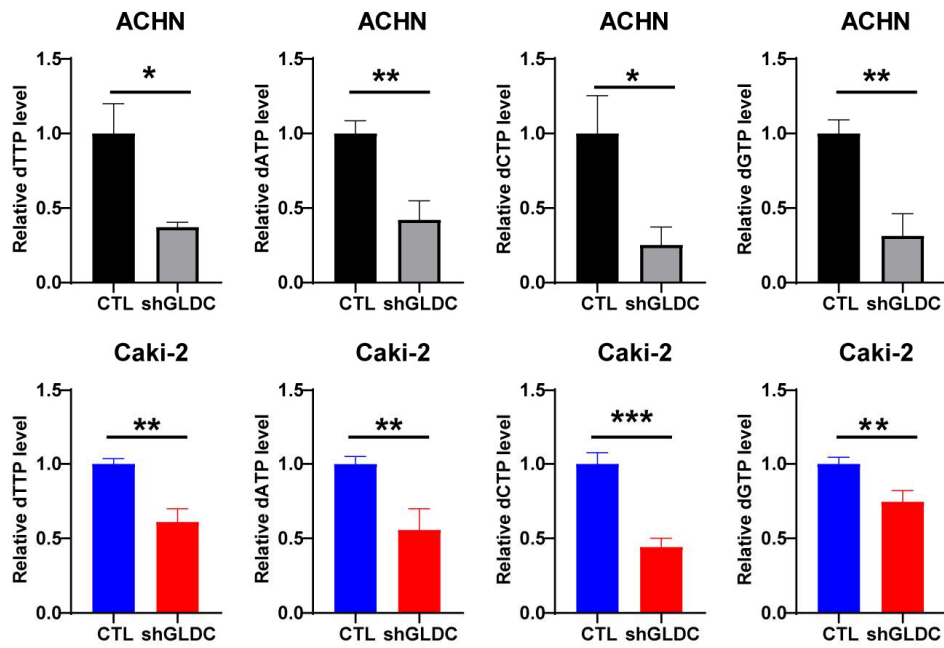 ACHN
Relative dTTP level
1.5
1.0
0.5
0.0
*
CTL shGLDC
ACHN
Relative dATP level
1.5
1.0
0.5
0.0
**
CTL shGLDC
ACHN
Relative dCTP level
1.5
1.0
0.5
0.0
*
CTL shGLDC
ACHN
Relative dGTP level
1.5
1.0
0.5
0.0
**
CTL shGLDC
Caki-2
Relative dTTP level
1.5
1.0
0.5
0.0
**
CTL shGLDC
Caki-2
Relative dATP level
1.5
1.0
0.5
0.0
**
CTL shGLDC
Caki-2
Relative dCTP level
1.5
1.0
0.5
0.0
***
CTL shGLDC
Caki-2
Relative dGTP level
1.5
1.0
0.5
0.0
**
CTL shGLDC